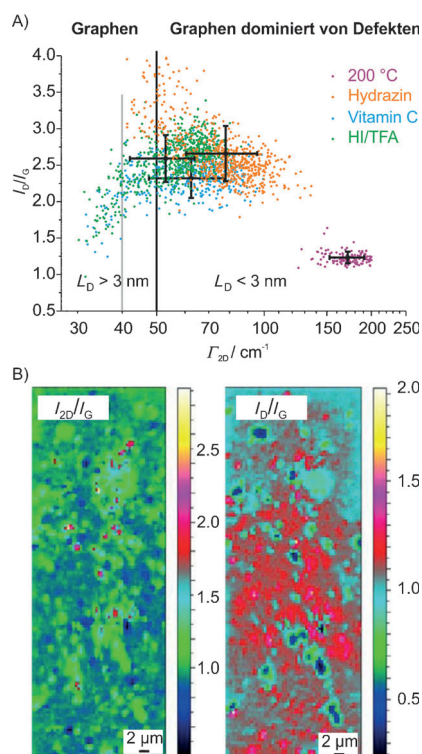 A)
Graphen Graphen dominiert von Defekten
4.0
3.5
3.0
2.5
2.0
1.5
1.0
0.5
I_D/I_G
200 °C
Hydrazin
Vitamin C
HI/TFA
L_D > 3 nm L_D < 3 nm
30 40 50 70 100 150 200
Γ_2D / cm⁻¹
B)
I_2D/I_G
2.5
2.0
1.5
1.0
2 µm
I_D/I_G
2.0
1.5
1.0
0.5
2 µm